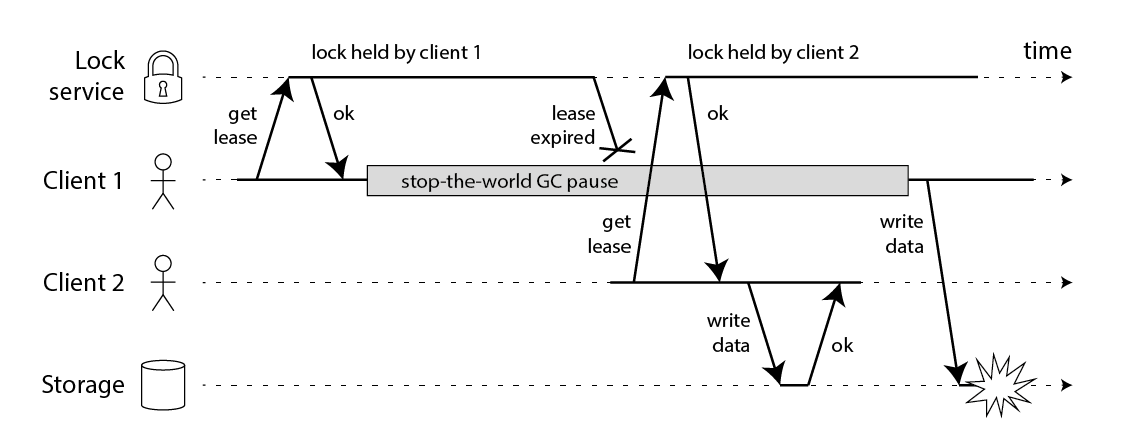 lock held by client 1
lock held by client 2
time
Lock
service
get
lease
ok
lease
expired
ok
Client 1
stop-the-world GC pause
get
lease
write
data
Client 2
write
data
ok
Storage